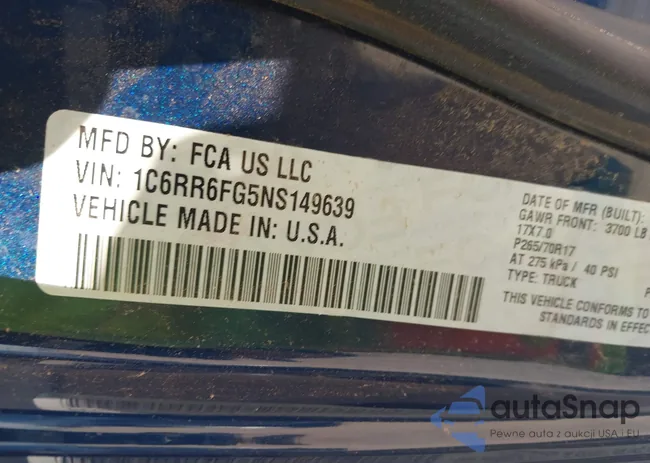 MFD BY: FCA US LLC
VIN: 1C6RR6FG5NS149639
VEHICLE MADE IN: U.S.A.
DATE OF MFR (BUILT):
GAWR FRONT: 3700 LB
17X7.0
P265/70R17
AT 275 kPa / 40 PSI
TYPE: TRUCK
P
THIS VEHICLE CONFORMS TO
STANDARDS IN EFFEC
autaSnap
Pewne auta z aukcji USA i EU